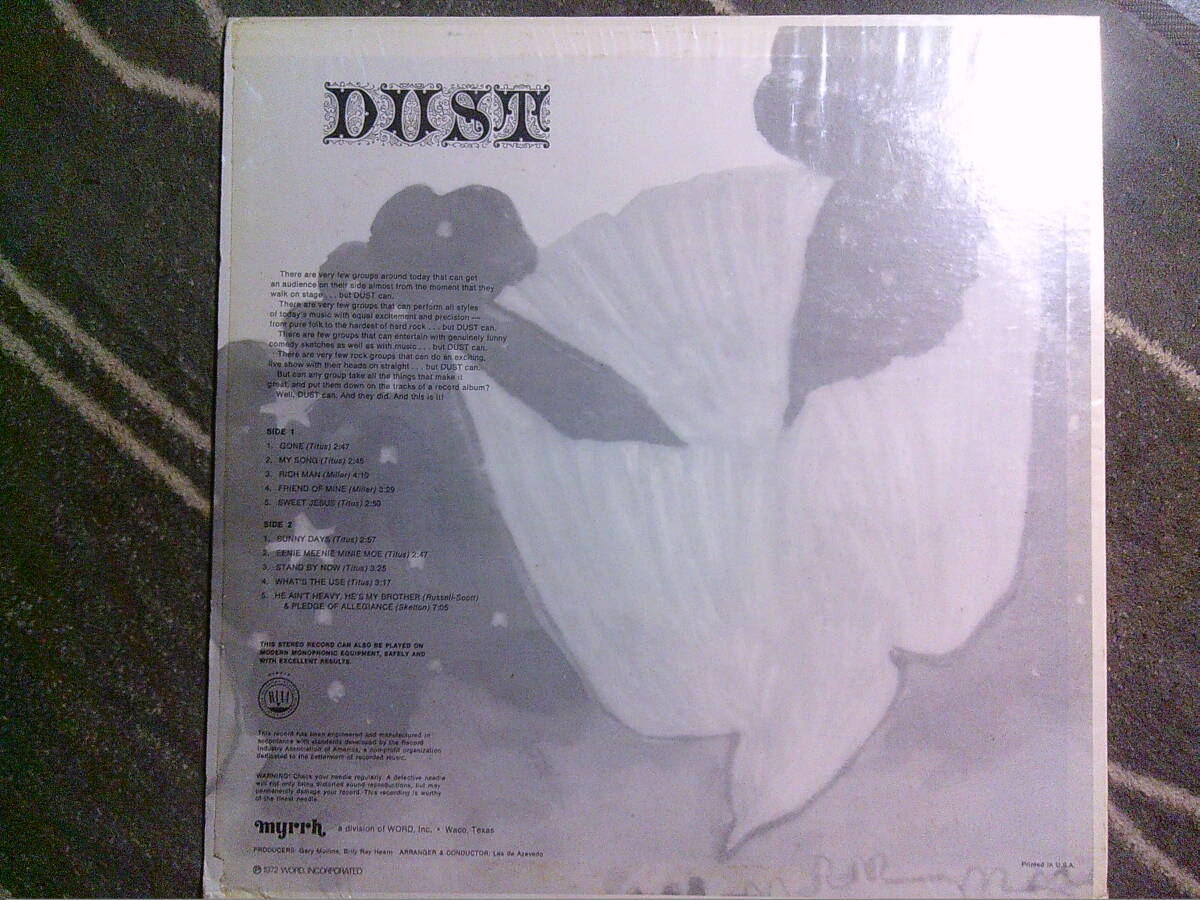 DUST
There are very few groups around today that can get
an audience on their side almost from the moment that they
walk on stage . . . but DUST can.
There are very few groups that can perform all styles
of today's music with equal excitement and precision —
from pure folk to the hardest of hard rock . . . but DUST can.
There are few groups that can entertain with genuinely funny
comedy sketches as well as with music . . . but DUST can.
There are very few rock groups that can do an exciting,
live show with their heads on straight . . . but DUST can.
But can any group take all the things that make it
great, and put them down on the tracks of a record album?
Well, DUST can. And they did. And this is it!
SIDE 1
1. GONE (Titus) 2:47
2. MY SONG (Titus) 2:45
3. RICH MAN (Miller) 4:10
4. FRIEND OF MINE (Miller) 3:29
5. SWEET JESUS (Titus) 2:50
SIDE 2
1. SUNNY DAYS (Titus) 2:57
2. EENIE MEENIE MINIE MOE (Titus) 2:47
3. STAND BY NOW (Titus) 3:25
4. WHAT'S THE USE (Titus) 3:17
5. HE AIN'T HEAVY, HE'S MY BROTHER (Russell-Scott)
& PLEDGE OF ALLEGIANCE (Skelton) 7:05
THIS STEREO RECORD CAN ALSO BE PLAYED ON
MODERN MONOPHONIC EQUIPMENT, SAFELY AND
WITH EXCELLENT RESULTS.
This record has been engineered and manufactured in
accordance with standards developed by the Record
Industry Association of America, a non-profit organization
dedicated to the betterment of recorded music.
WARNING! Check your needle regularly. A defective needle
will not only bring distorted sound reproductions, but may
permanently damage your record. This recording is worthy
of the finest needle.
myrrh a division of WORD, Inc. • Waco, Texas
PRODUCERS: Gary Mullins, Billy Ray Hearn ARRANGER & CONDUCTOR: Lex de Azevedo
℗ 1972 WORD, INCORPORATED
Printed in U.S.A.